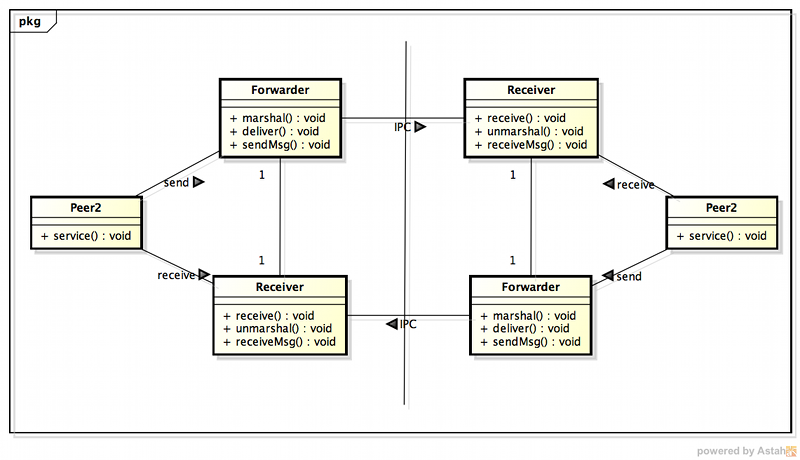 pkg
Forwarder
+ marshal() : void
+ deliver() : void
+ sendMsg() : void
Receiver
+ receive() : void
+ unmarshal() : void
+ receiveMsg() : void
IPC
1
1
send
receive
Peer2
+ service() : void
Peer2
+ service() : void
1
1
receive
send
Receiver
+ receive() : void
+ unmarshal() : void
+ receiveMsg() : void
Forwarder
+ marshal() : void
+ deliver() : void
+ sendMsg() : void
IPC
powered by Astah